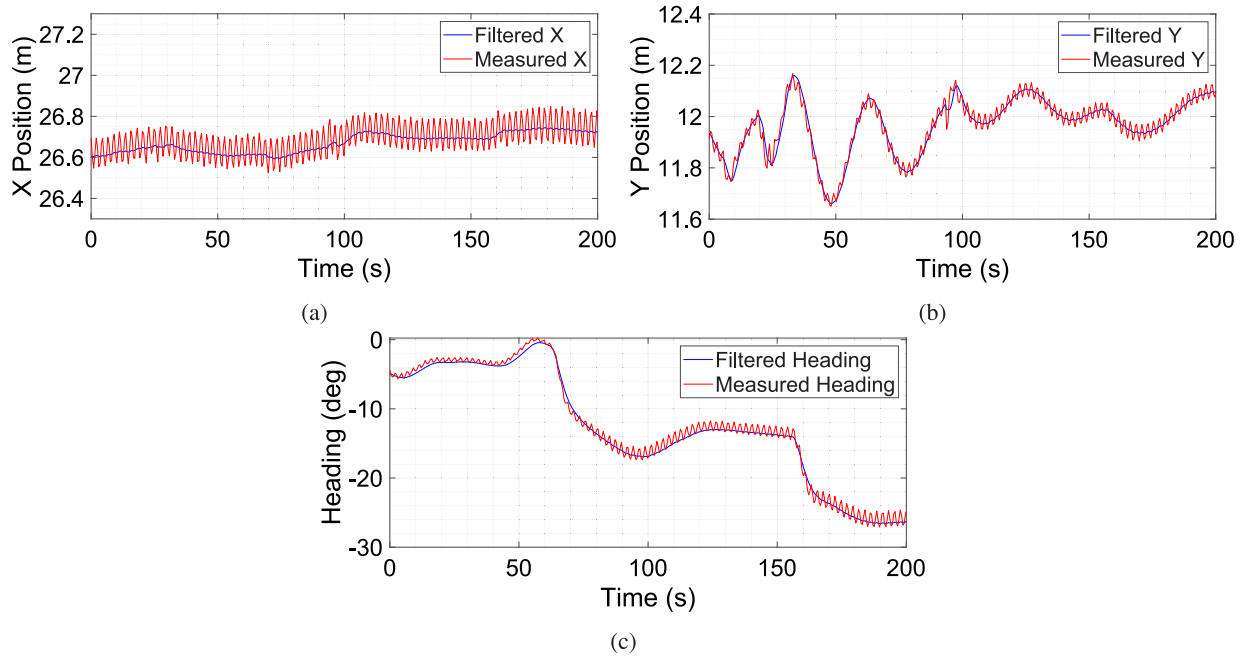 27.2
27
26.8
26.6
26.4
X Position (m)
Filtered X
Measured X
0
50
100
150
200
Time (s)
(a)
12.4
12.2
12
11.8
11.6
Y Position (m)
Filtered Y
Measured Y
0
50
100
150
200
Time (s)
(b)
0
-10
-20
-30
Heading (deg)
Filtered Heading
Measured Heading
0
50
100
150
200
Time (s)
(c)